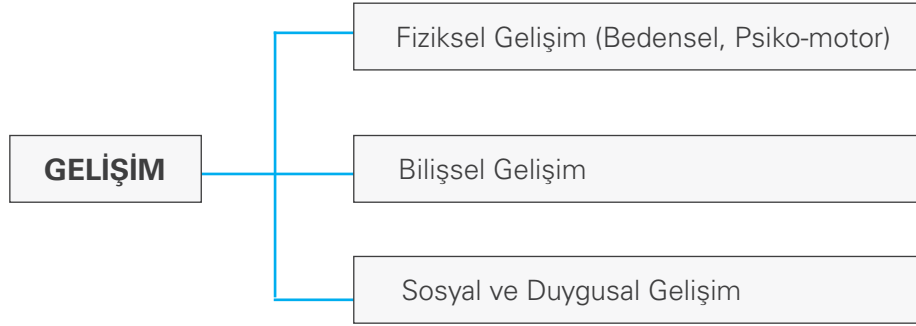 Fiziksel Gelişim (Bedensel, Psiko-motor)
GELİŞİM
Bilişsel Gelişim
Sosyal ve Duygusal Gelişim